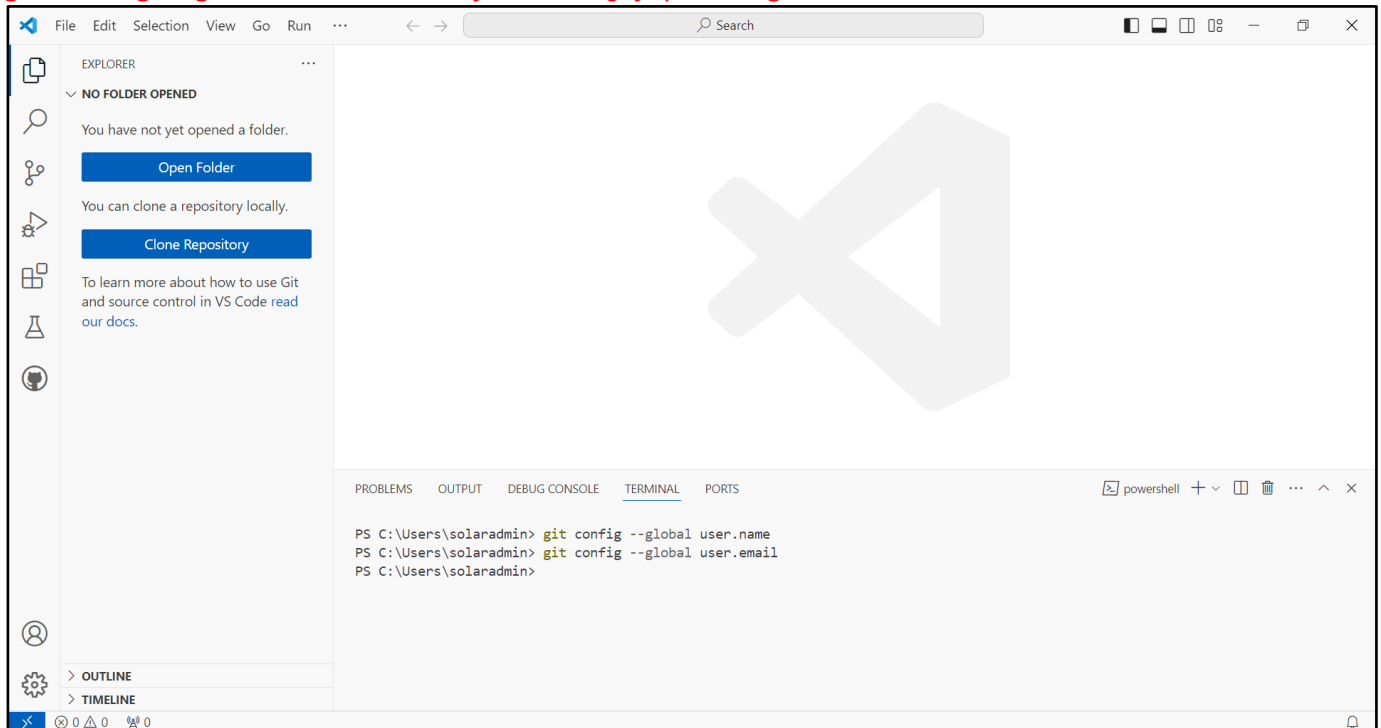 File Edit Selection View Go Run ...
Search
EXPLORER ...
NO FOLDER OPENED
You have not yet opened a folder.
Open Folder
You can clone a repository locally.
Clone Repository
To learn more about how to use Git
and source control in VS Code read
our docs.
PROBLEMS OUTPUT DEBUG CONSOLE TERMINAL PORTS
powershell
PS C:\Users\solaradmin> git config --global user.name
PS C:\Users\solaradmin> git config --global user.email
PS C:\Users\solaradmin>
OUTLINE
TIMELINE
0 0 0